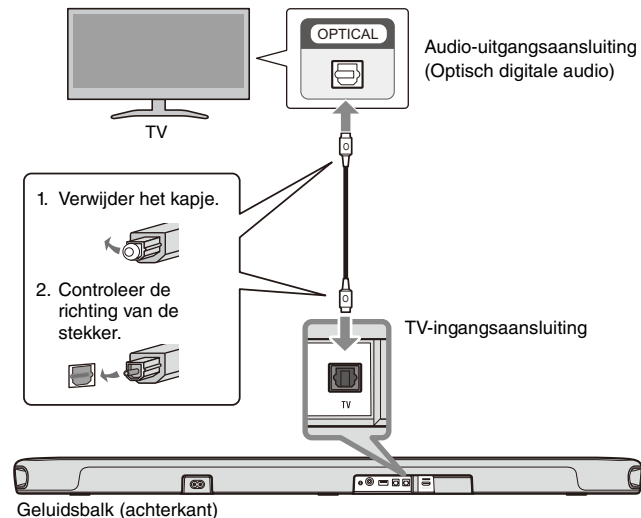 OPTICAL
Audio-uitgangsaansluiting
(Optisch digitale audio)
TV
1. Verwijder het kapje.
2. Controleer de
richting van de
stekker.
TV-ingangsaansluiting
TV
Geluidsbalk (achterkant)